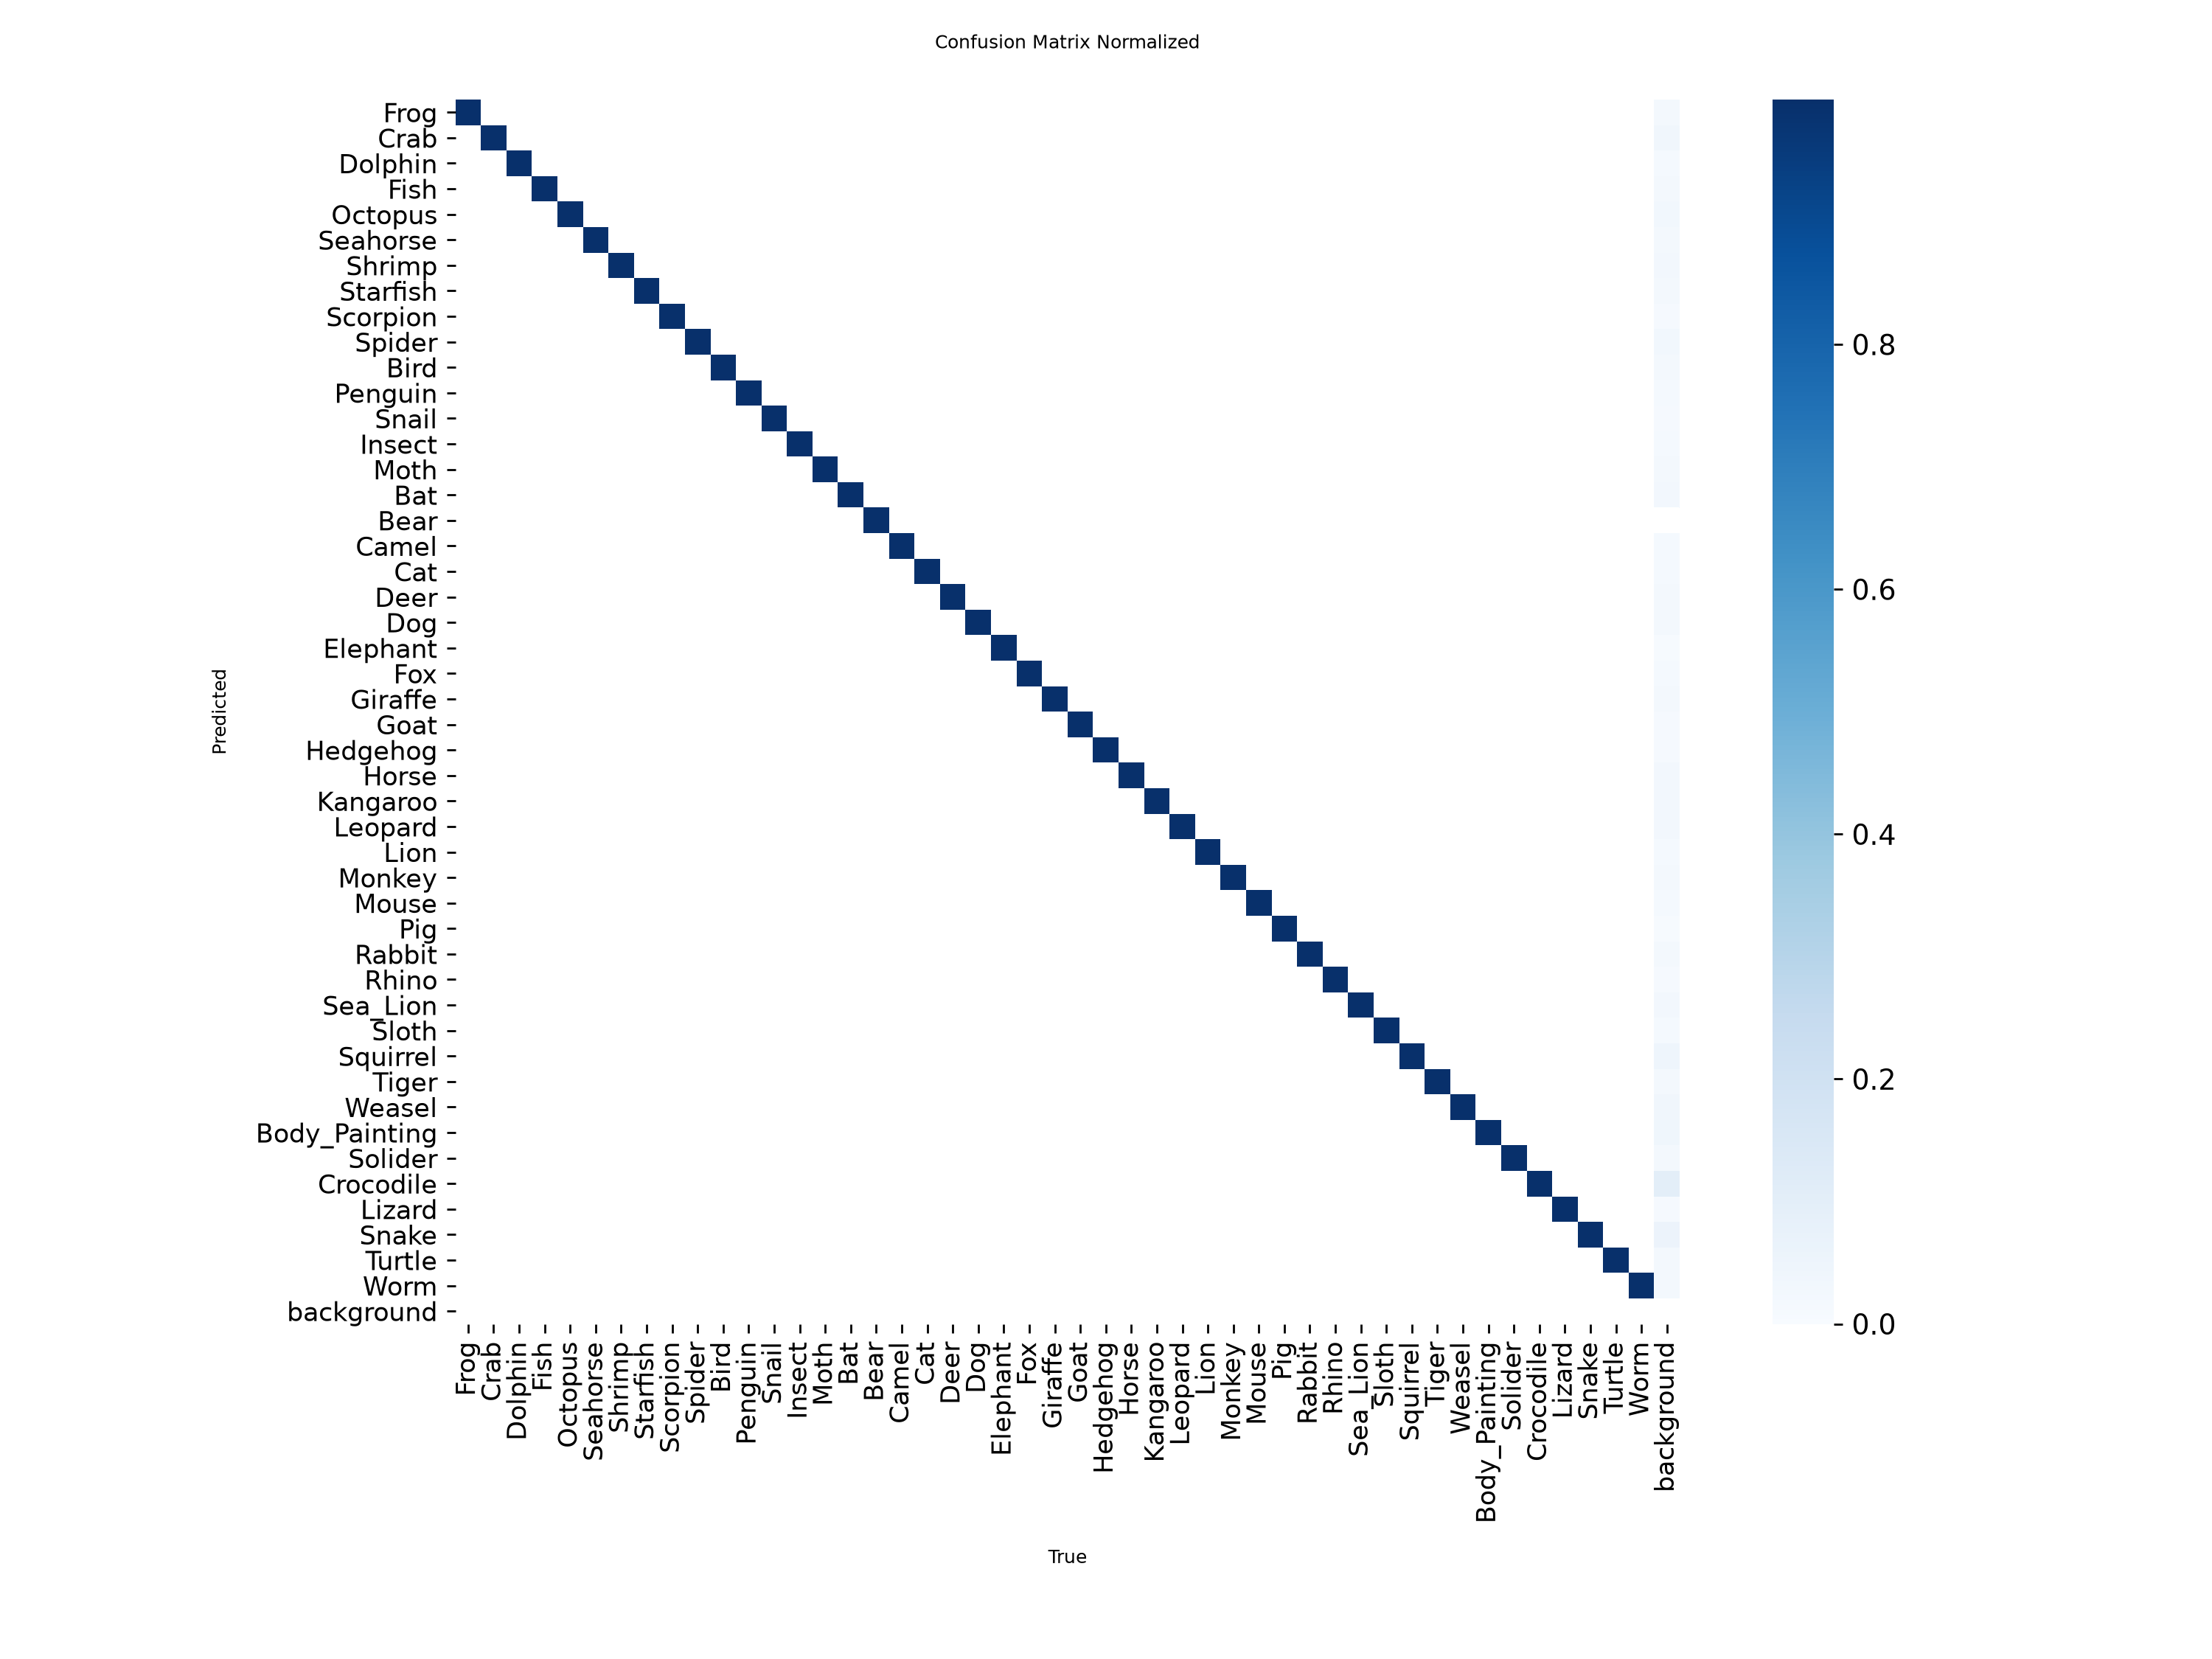 Confusion Matrix Normalized
Frog
Crab
Dolphin
Fish
Octopus
Seahorse
Shrimp
Starfish
Scorpion
Spider
Bird
Penguin
Snail
Insect
Moth
Bat
Bear
Camel
Cat
Deer
Dog
Elephant
Fox
Giraffe
Goat
Hedgehog
Horse
Kangaroo
Leopard
Lion
Monkey
Mouse
Pig
Rabbit
Rhino
Sea_Lion
Sloth
Squirrel
Tiger
Weasel
Body_Painting
Solider
Crocodile
Lizard
Snake
Turtle
Worm
background
Predicted
Frog
Crab
Dolphin
Fish
Octopus
Seahorse
Shrimp
Starfish
Scorpion
Spider
Bird
Penguin
Snail
Insect
Moth
Bat
Bear
Camel
Cat
Deer
Dog
Elephant
Fox
Giraffe
Goat
Hedgehog
Horse
Kangaroo
Leopard
Lion
Monkey
Mouse
Pig
Rabbit
Rhino
Sea_Lion
Sloth
Squirrel
Tiger
Weasel
Body_Painting
Solider
Crocodile
Lizard
Snake
Turtle
Worm
background
True
0.8
0.6
0.4
0.2
0.0